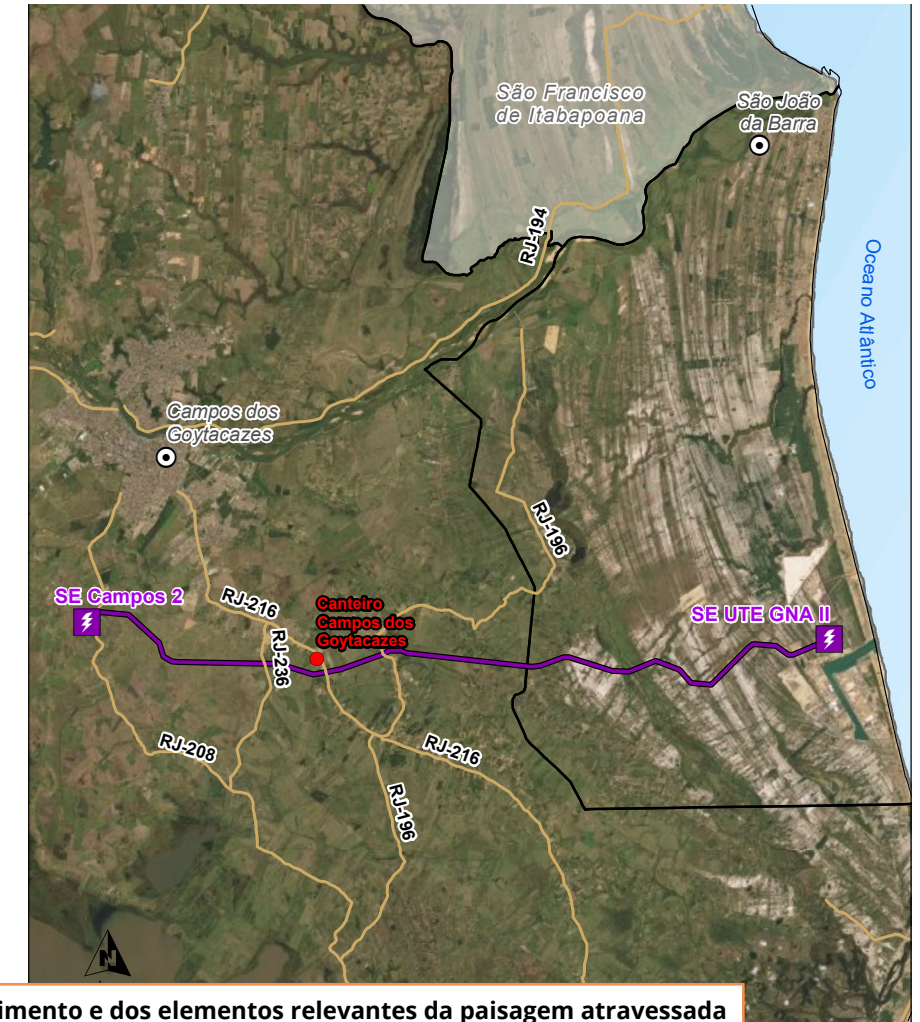 São Francisco
de Itabapoana
São João
da Barra
RJ-194
Oceano Atlântico
Campos dos
Goytacazes
RJ-196
SE Campos 2
RJ-216
Canteiro
Campos dos
Goytacazes
SE UTE GNA II
RJ-236
RJ-208
RJ-216
RJ-196
N
imento e dos elementos relevantes da paisagem atravessada